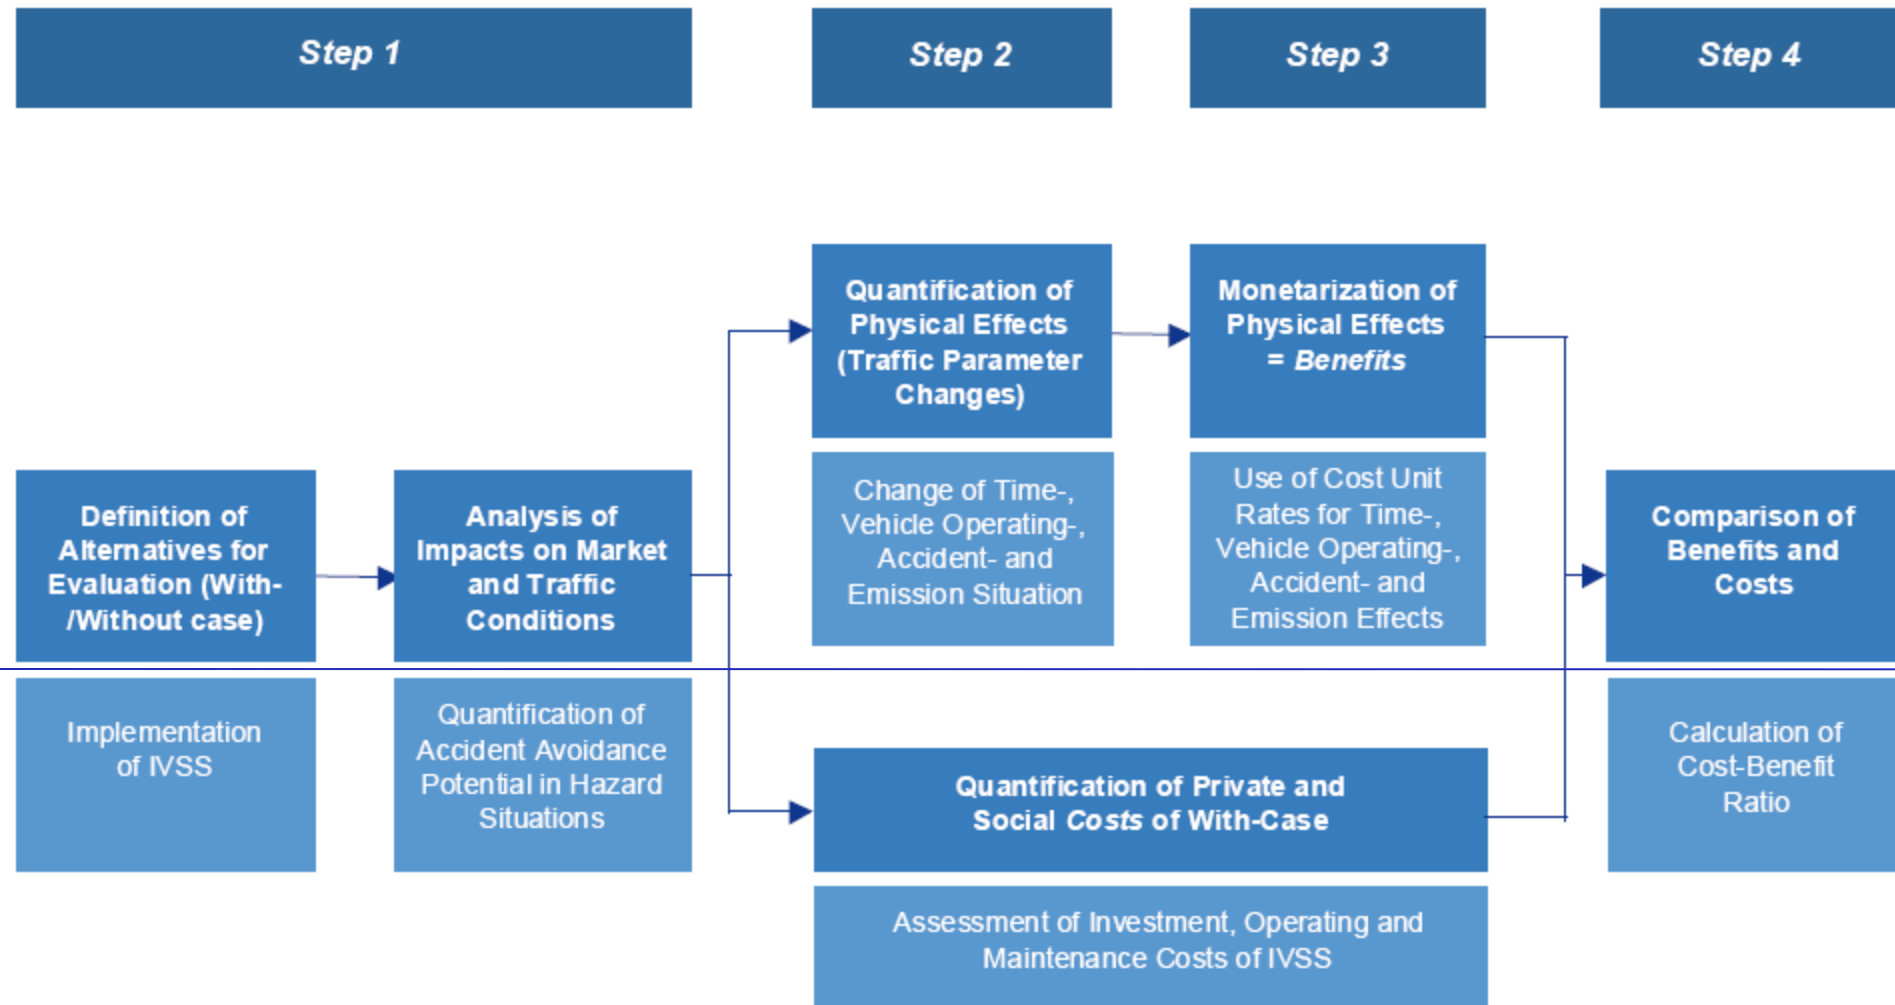 Step 1
Step 2
Step 3
Step 4
Definition of
Alternatives for
Evaluation (With-
/Without case)
Implementation
of IVSS
Analysis of
Impacts on Market
and Traffic
Conditions
Quantification of
Accident Avoidance
Potential in Hazard
Situations
Quantification of
Physical Effects
(Traffic Parameter
Changes)
Change of Time-,
Vehicle Operating-,
Accident- and
Emission Situation
Monetarization of
Physical Effects
= Benefits
Use of Cost Unit
Rates for Time-,
Vehicle Operating-,
Accident- and
Emission Effects
Quantification of Private and
Social Costs of With-Case
Assessment of Investment, Operating and
Maintenance Costs of IVSS
Comparison of
Benefits and
Costs
Calculation of
Cost-Benefit
Ratio